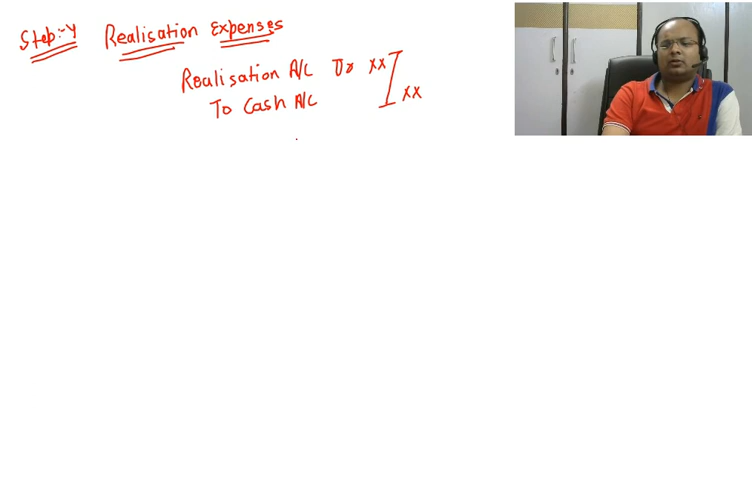 Step:-4 Realisation Expenses
Realisation A/C Dr xx
To Cash A/C xx